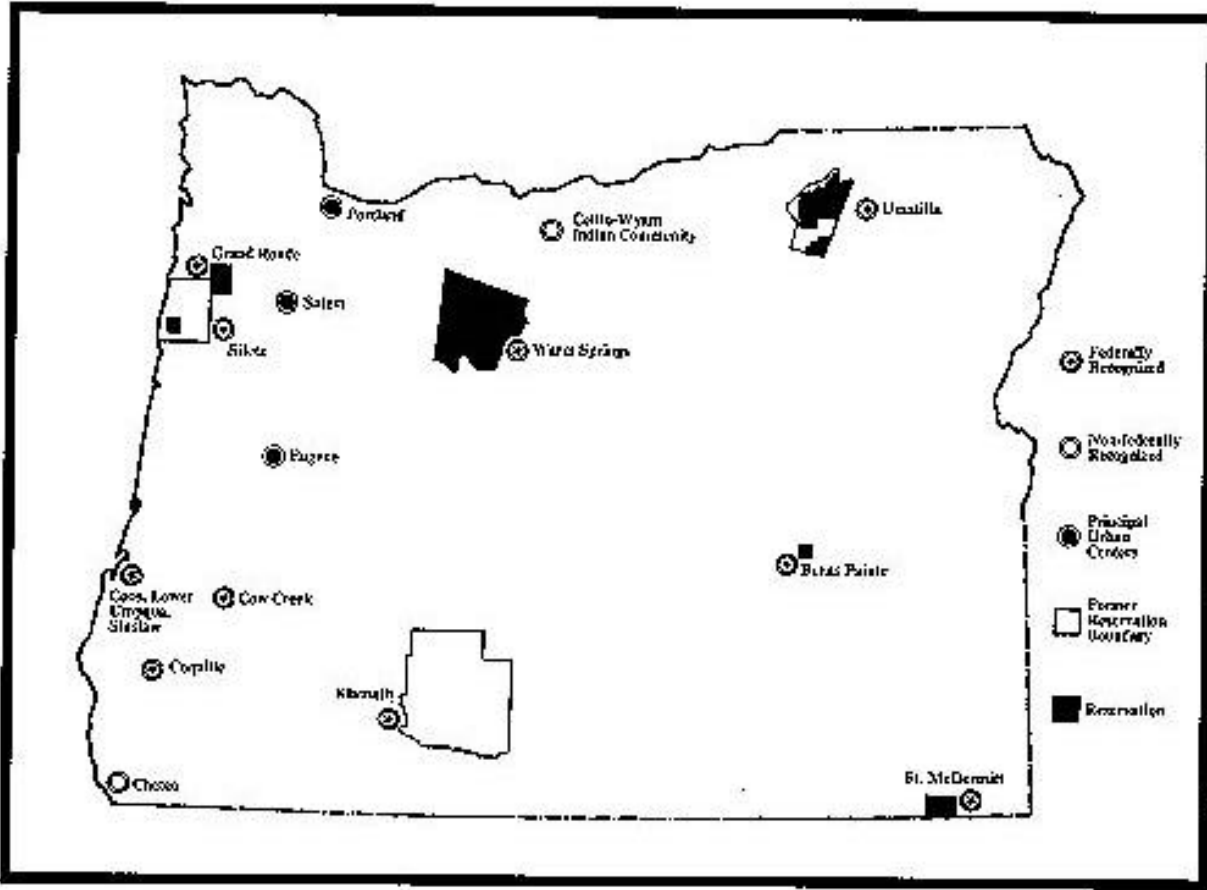 Portland
Celilo-Wyam
Indian Community
Umatilla
Grand Ronde
Salem
Siletz
Warm Springs
Federally
Recognized
Non-federally
Recognized
Eugene
Principal
Urban
Centers
Burns Paiute
Coos, Lower
Umpqua,
Siuslaw
Cow Creek
Former
Reservation
Boundary
Coquille
Klamath
Reservation
Chetco
Ft. McDermitt